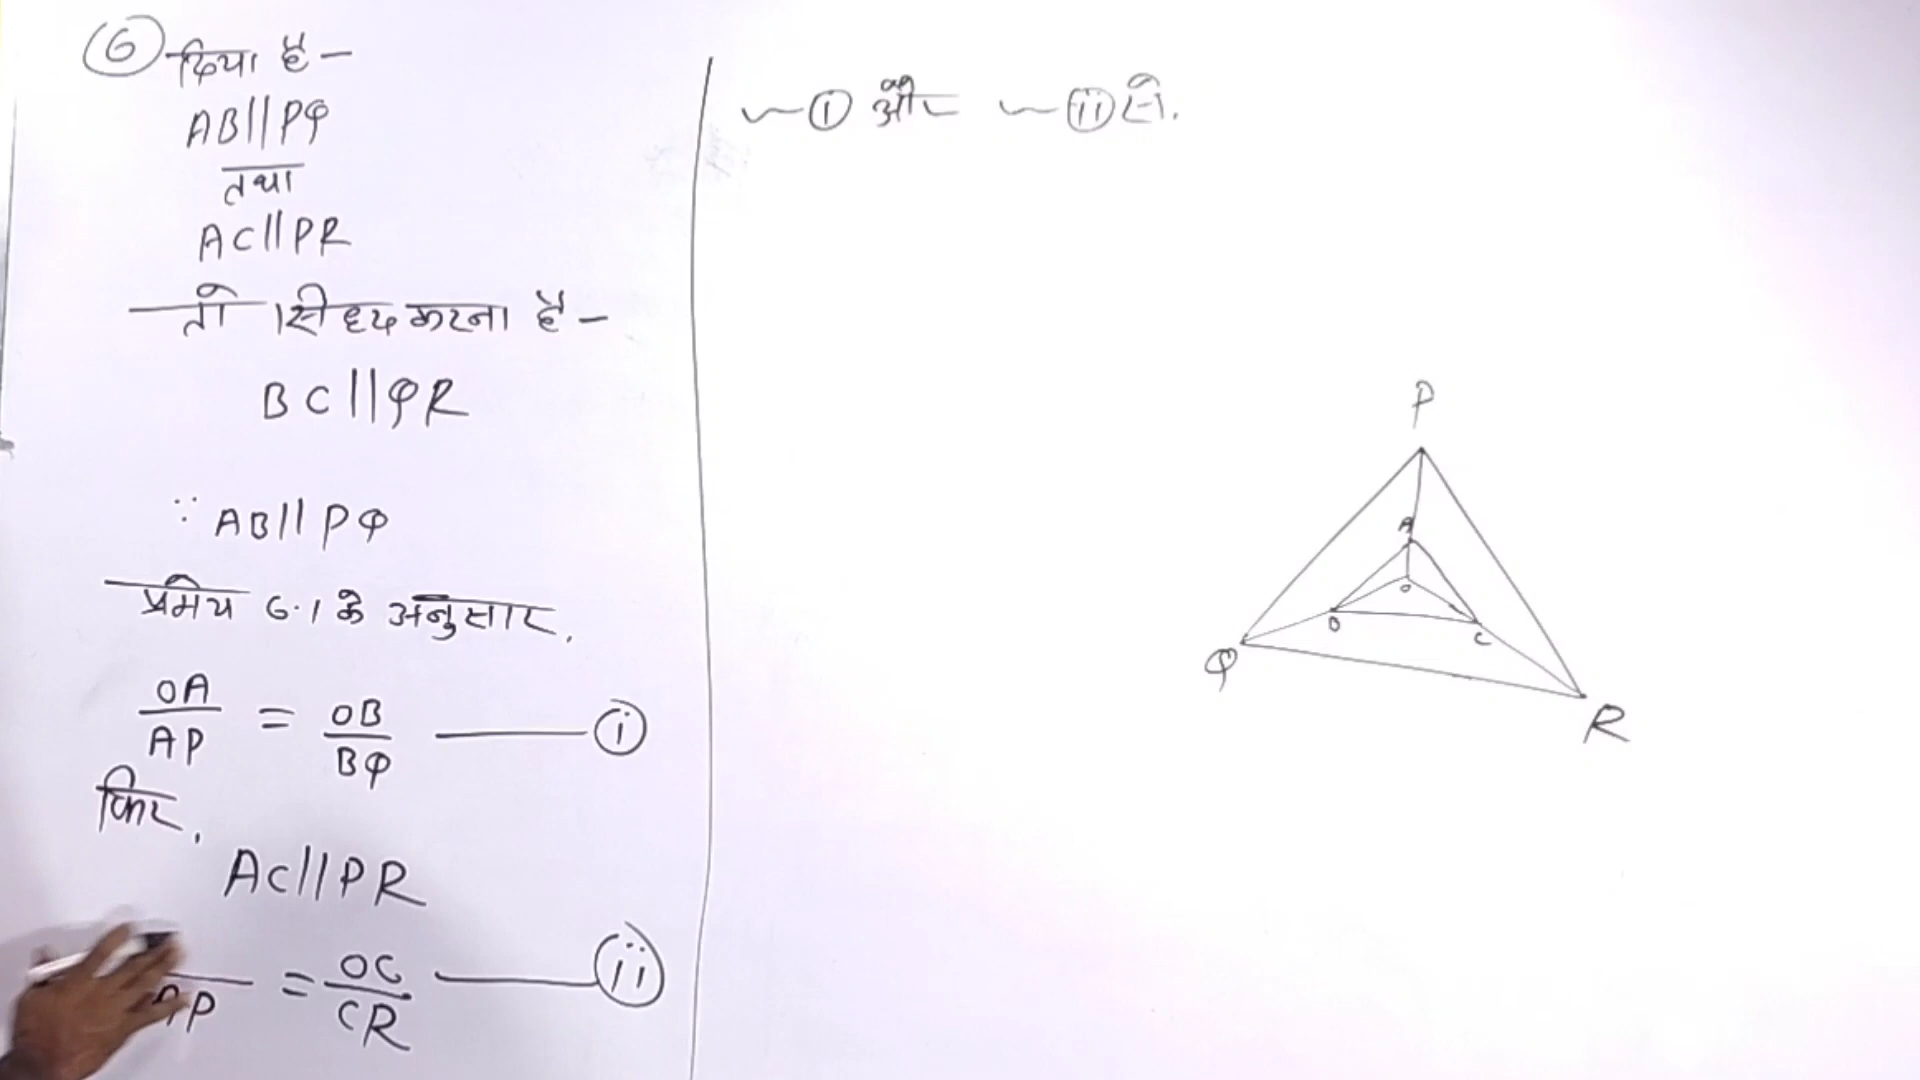 6 दिया है -
AB||PQ
तथा
AC||PR
तो सिध्द करना है -
BC||QR
∵ AB||PQ
प्रमेय 6.1 के अनुसार,
OA/AP = OB/BQ — i
फिर,
AC||PR
/AP = OC/CR — ii
~ i और ~ ii से,
P
A
O
B
C
Q
R